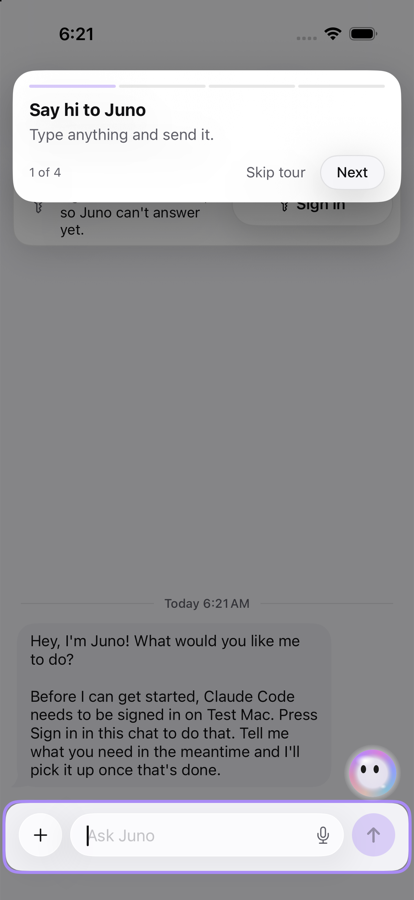 6:21
Say hi to Juno
Type anything and send it.
1 of 4
Skip tour
Next
so Juno can't answer
yet.
Sign in
Today 6:21 AM
Hey, I'm Juno! What would you like me
to do?
Before I can get started, Claude Code
needs to be signed in on Test Mac. Press
Sign in in this chat to do that. Tell me
what you need in the meantime and I'll
pick it up once that's done.
Ask Juno